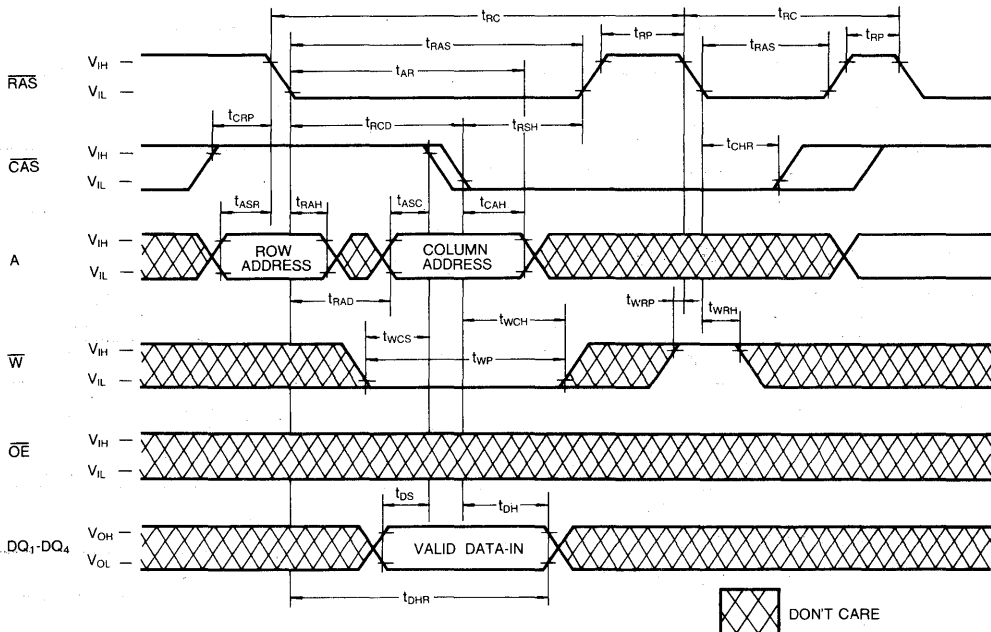 tRC tRC
tRAS tRP tRAS tRP
VIH
RAS
tAR
VIL
tCRP tRCD tRSH
tCHR
VIH
CAS
VIL
tASR tRAH tASC tCAH
VIH
A ROW ADDRESS COLUMN ADDRESS
VIL
tRAD tWRP tWRH
tWCH
tWCS
VIH
W
tWP
VIL
VIH
OE
VIL
tDS tDH
VOH
DQ1-DQ4 VALID DATA-IN
VOL
tDHR
DON'T CARE